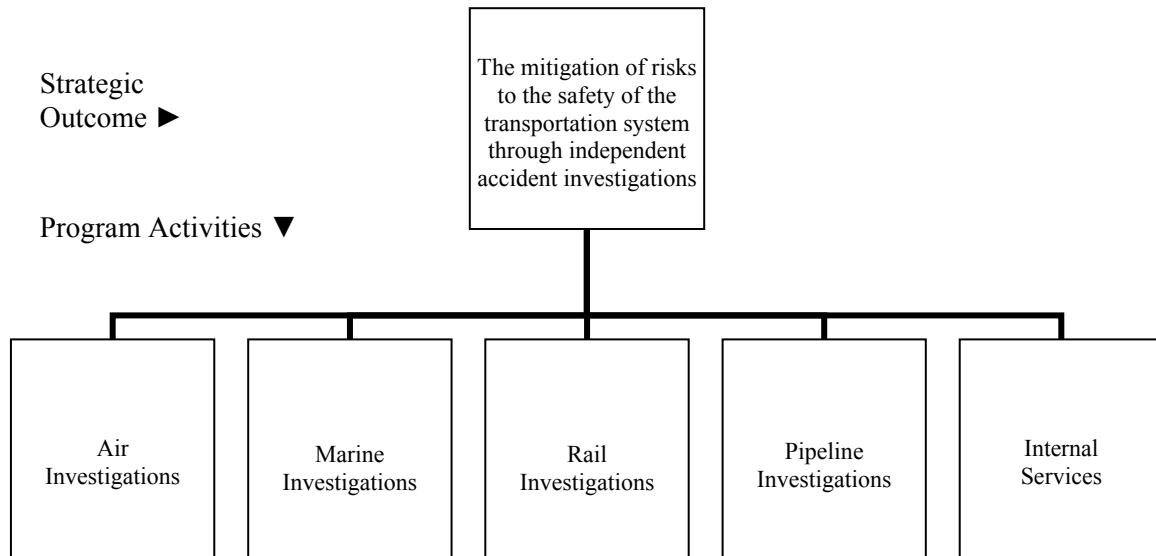 The mitigation of risks
to the safety of the
transportation system
through independent
accident investigations
Strategic
Outcome ►
Program Activities ▼
Air
Investigations
Marine
Investigations
Rail
Investigations
Pipeline
Investigations
Internal
Services